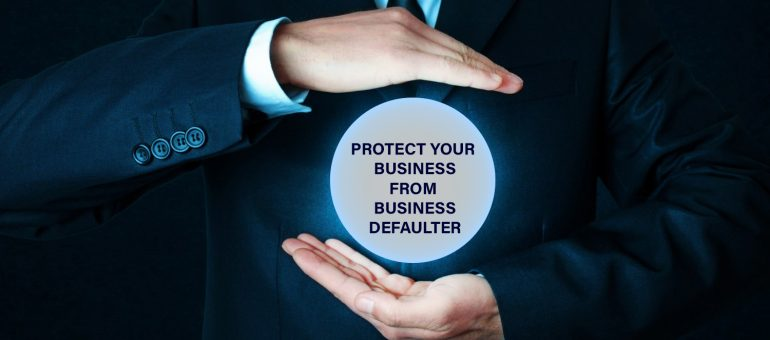 PROTECT YOUR
BUSINESS
FROM
BUSINESS
DEFAULTER